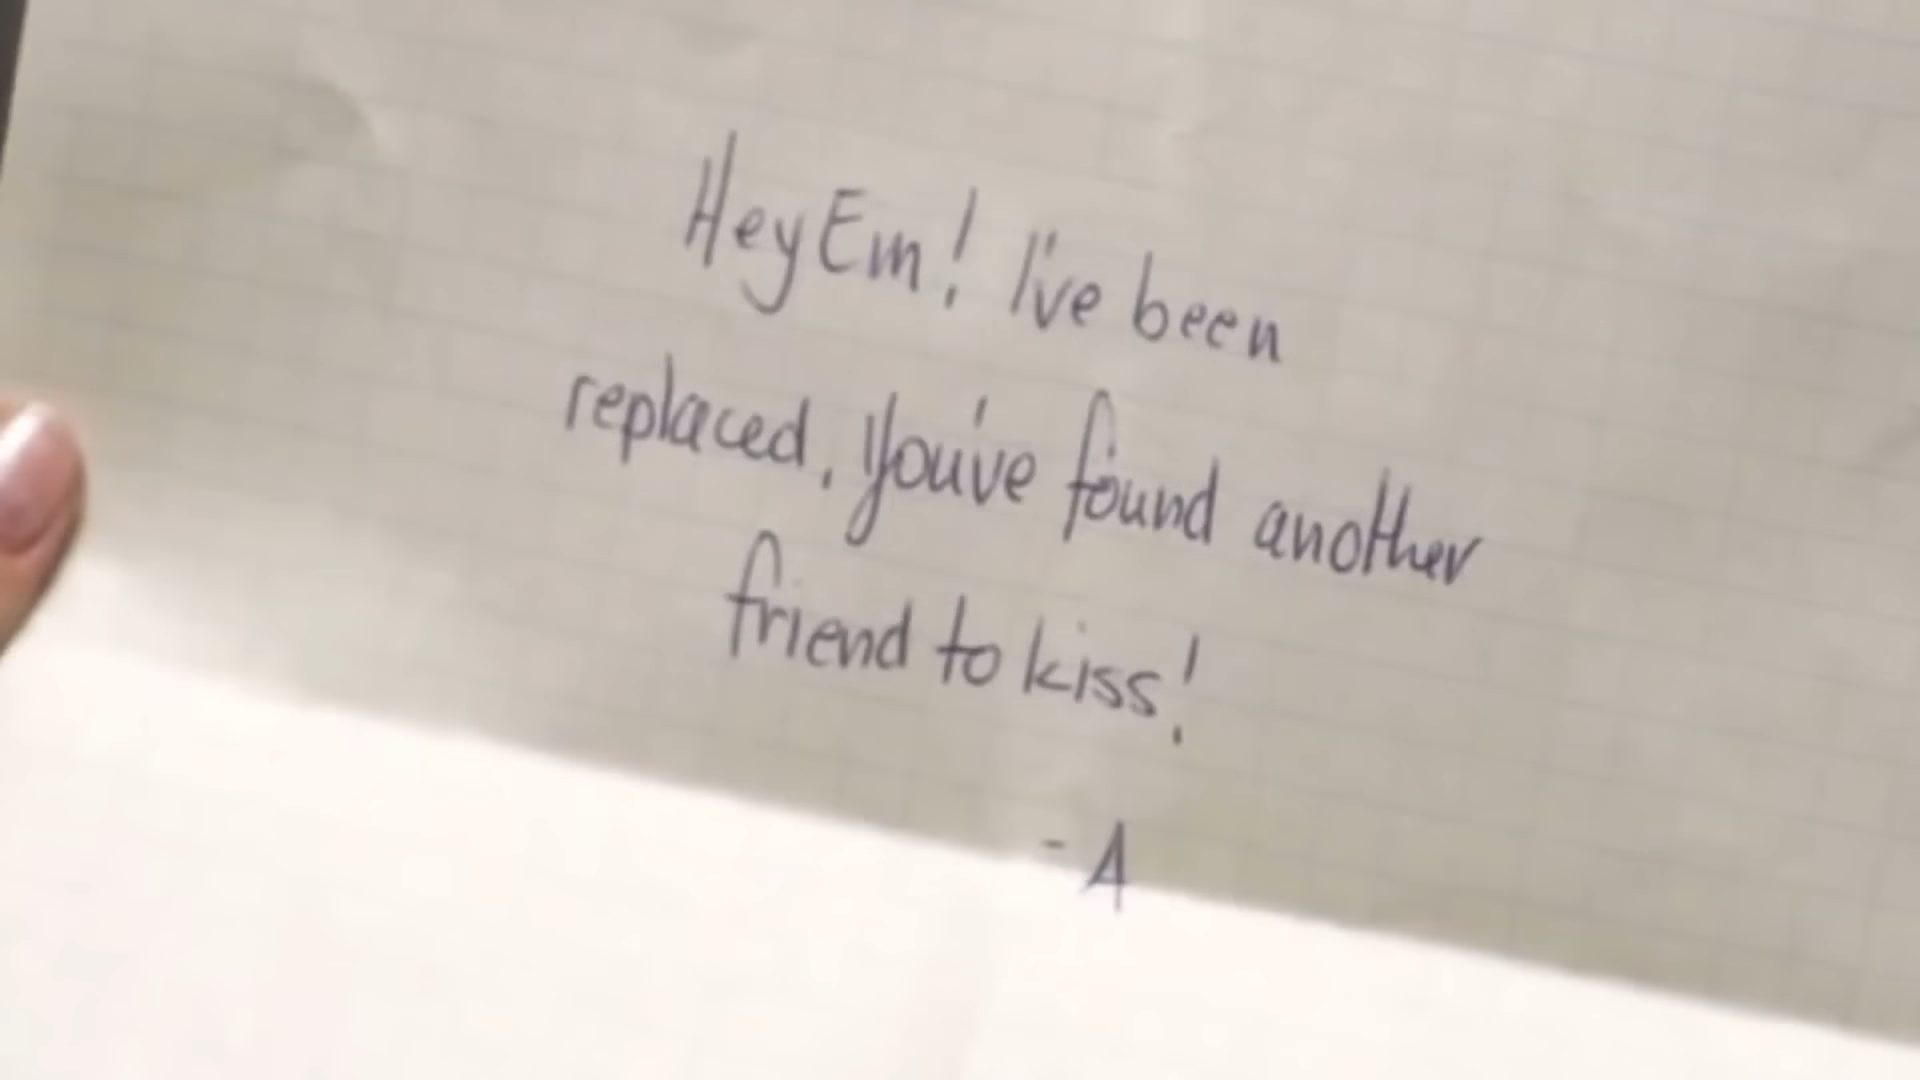 Hey Em! I've been
replaced, you've found another
friend to kiss!
- A